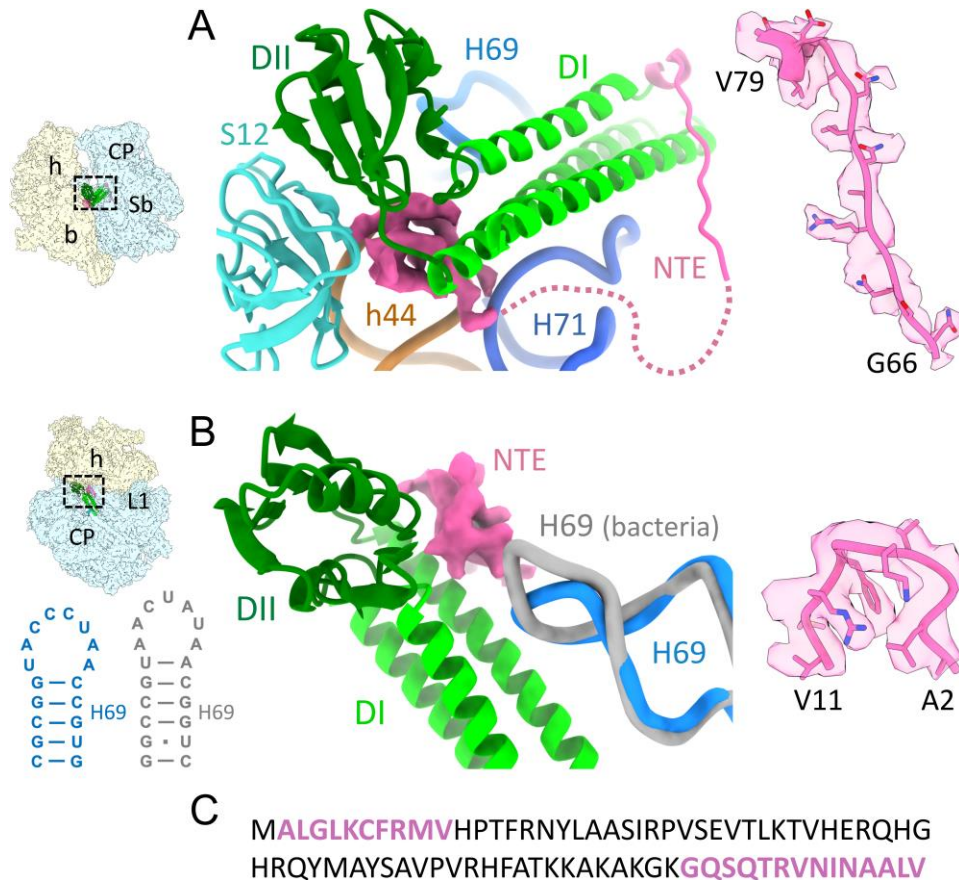 A
DII
H69
DI
S12
h44
H71
NTE
V79
G66
h
CP
Sb
b
B
h
L1
CP
NTE
H69 (bacteria)
DII
DI
H69
V11
A2
C C
A U
U A
G A
G – C
C – C
G – G
G – U
C – G
H69
C U
A A
A U
U A
G – A
C – C
C – G
G · G
G – U
G – C
H69
C
MALGLKCFRMVHPTFRNYLAASIRPVSEVTLKTVHERQHG
HRQYMAYSAVPVRHFATKKAKAKGKGQSQTRVNINAALV